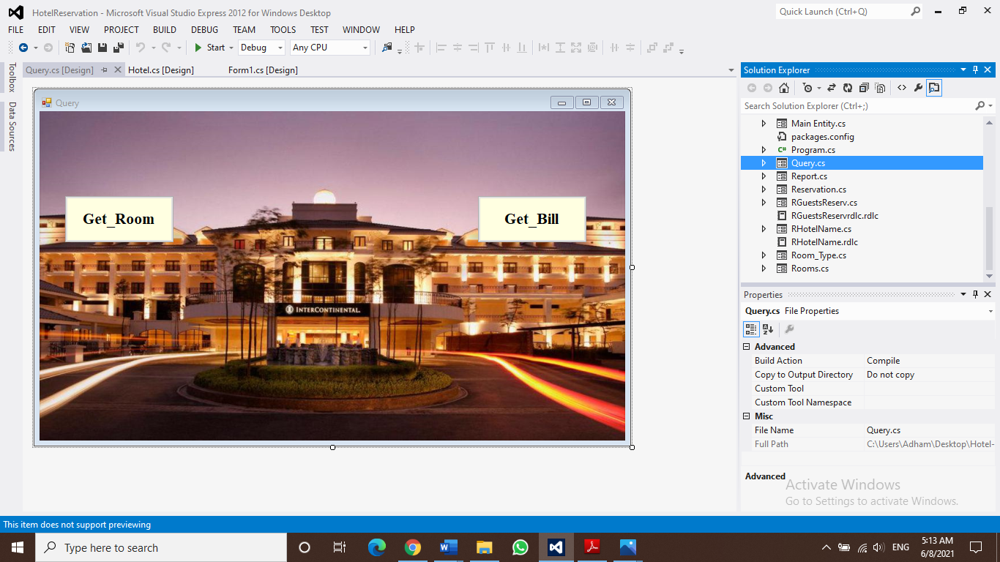 HotelReservation - Microsoft Visual Studio Express 2012 for Windows Desktop
Quick Launch (Ctrl+Q)
FILE EDIT VIEW PROJECT BUILD DEBUG TEAM TOOLS TEST WINDOW HELP
Start Debug Any CPU
Toolbox
Data Sources
Query.cs [Design] Hotel.cs [Design] Form1.cs [Design]
Query
Get_Room
Get_Bill
INTERCONTINENTAL.
Solution Explorer
Search Solution Explorer (Ctrl+;)
Main Entity.cs
packages.config
C# Program.cs
Query.cs
Report.cs
Reservation.cs
RGuestsReserv.cs
RGuestsReservrdlc.rdlc
RHotelName.cs
RHotelName.rdlc
Room_Type.cs
Rooms.cs
Properties
Query.cs File Properties
Advanced
Build Action Compile
Copy to Output Directory Do not copy
Custom Tool
Custom Tool Namespace
Misc
File Name Query.cs
Full Path C:\Users\Adham\Desktop\Hotel-
Advanced
Activate Windows
Go to Settings to activate Windows.
This item does not support previewing
Type here to search
ENG
5:13 AM
6/8/2021